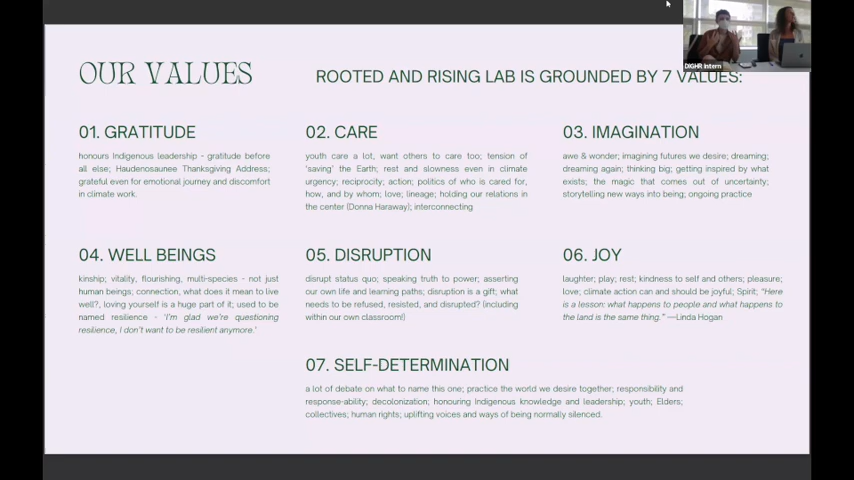 OUR VALUES
ROOTED AND RISING LAB IS GROUNDED BY 7 VALUES:
DIGHR Intern
01. GRATITUDE
honours Indigenous leadership - gratitude before
all else; Haudenosaunee Thanksgiving Address;
grateful even for emotional journey and discomfort
in climate work.
02. CARE
youth care a lot, want others to care too; tension of
'saving' the Earth; rest and slowness even in climate
urgency; reciprocity; action; politics of who is cared for,
how, and by whom; love; lineage; holding our relations in
the center (Donna Haraway); interconnecting
03. IMAGINATION
awe & wonder; imagining futures we desire; dreaming;
dreaming again; thinking big; getting inspired by what
exists; the magic that comes out of uncertainty;
storytelling new ways into being; ongoing practice
04. WELL BEINGS
kinship; vitality, flourishing, multi-species - not just
human beings; connection, what does it mean to live
well?, loving yourself is a huge part of it; used to be
named resilience - 'I'm glad we're questioning
resilience, I don't want to be resilient anymore.'
05. DISRUPTION
disrupt status quo; speaking truth to power; asserting
our own life and learning paths; disruption is a gift; what
needs to be refused, resisted, and disrupted? (including
within our own classroom!)
06. JOY
laughter; play; rest; kindness to self and others; pleasure;
love; climate action can and should be joyful; Spirit; "Here
is a lesson: what happens to people and what happens to
the land is the same thing." —Linda Hogan
07. SELF-DETERMINATION
a lot of debate on what to name this one; practice the world we desire together; responsibility and
response-ability; decolonization; honouring Indigenous knowledge and leadership; youth; Elders;
collectives; human rights; uplifting voices and ways of being normally silenced.